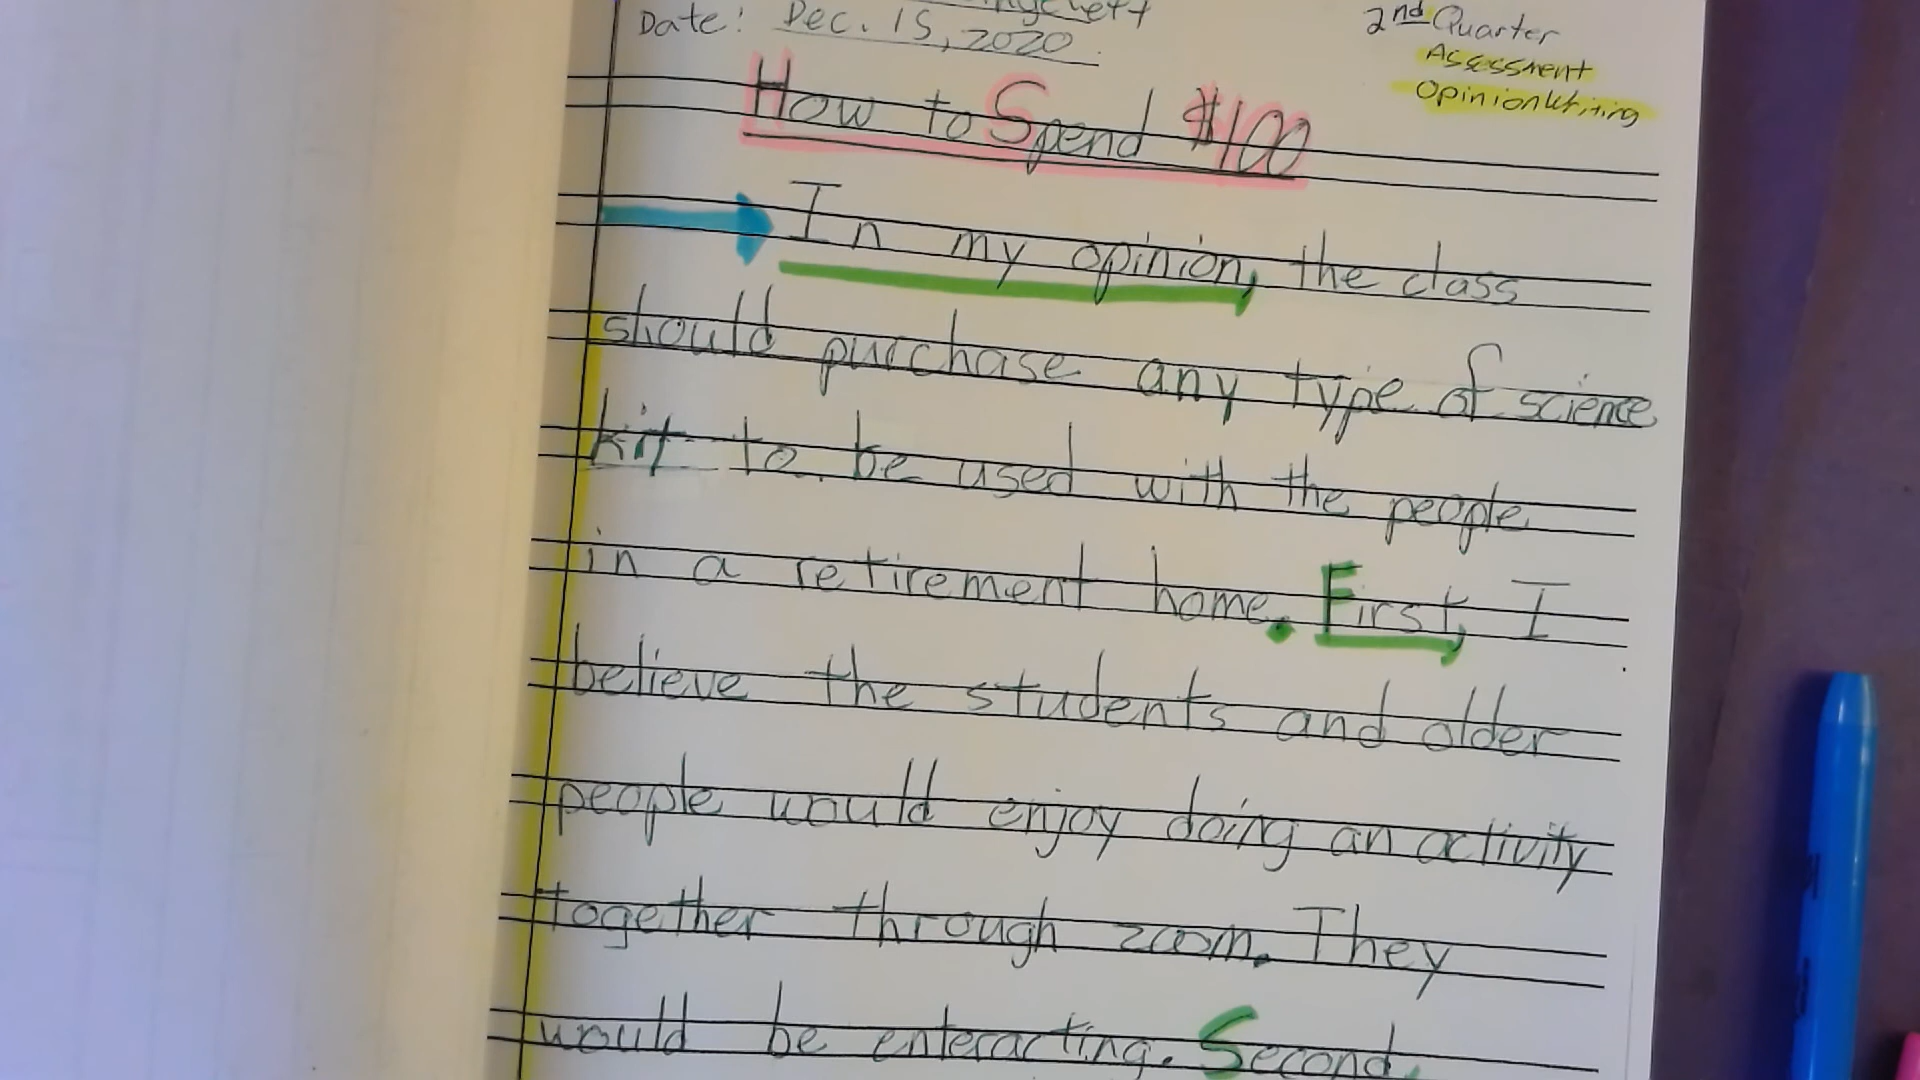 Date: Dec. 15, 2020
2nd Quarter
Assessment
Opinion Writing
How to Spend $100
In my opinion, the class
should purchase any type of science
kit to be used with the people
in a retirement home. First, I
believe the students and older
people would enjoy doing an activity
together through zoom. They
would be enteracting. Second,